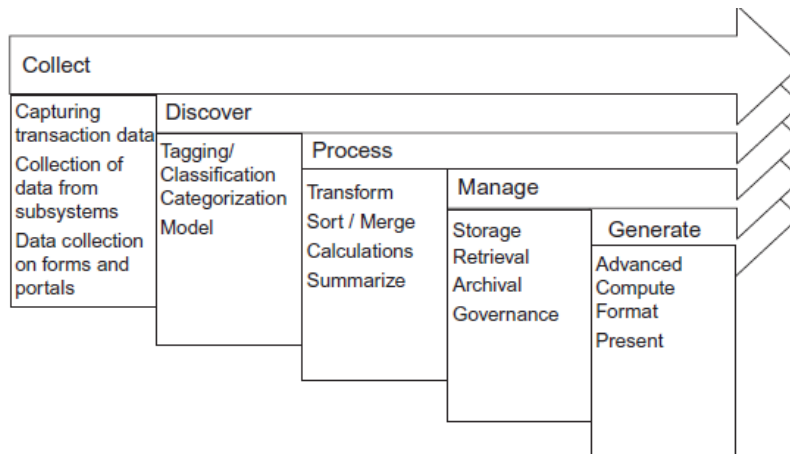 Collect
Capturing
transaction data
Collection of
data from
subsystems
Data collection
on forms and
portals
Discover
Tagging/
Classification
Categorization
Model
Process
Transform
Sort / Merge
Calculations
Summarize
Manage
Storage
Retrieval
Archival
Governance
Generate
Advanced
Compute
Format
Present